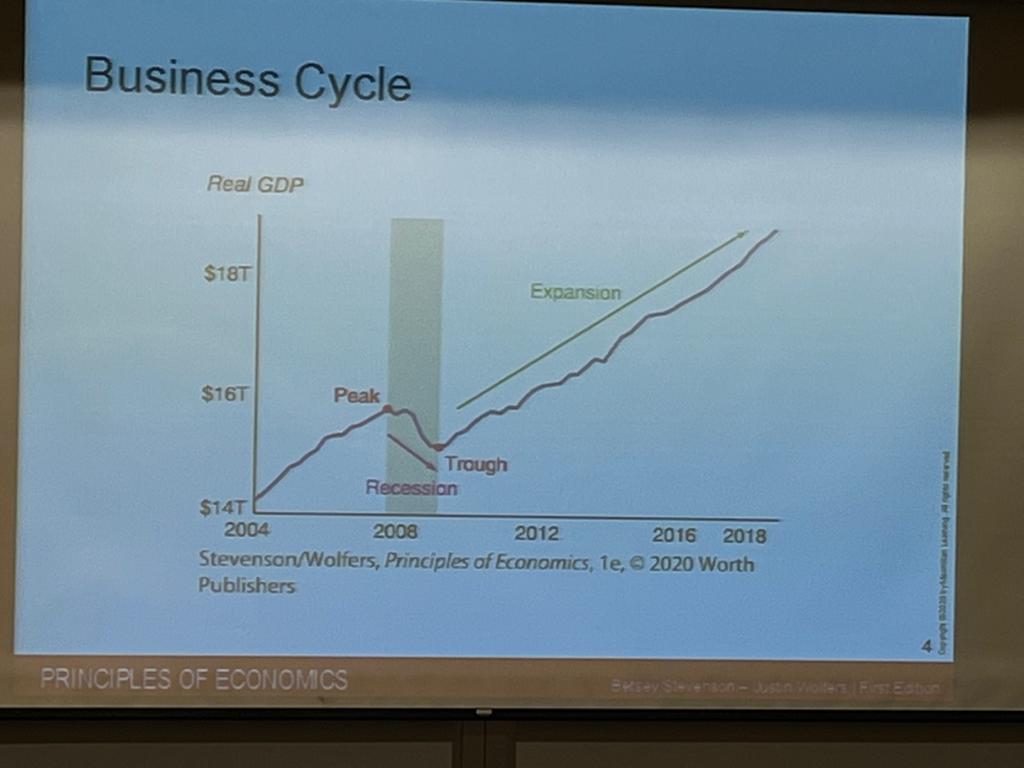 Business Cycle
Real GDP
$18T
Expansion
$16T
Peak
Trough
Recession
$14T
2004 2008 2012 2016 2018
Stevenson/Wolfers, Principles of Economics, 1e, © 2020 Worth
Publishers
4
Copyright ©2020 by Macmillan Learning. All rights reserved
PRINCIPLES OF ECONOMICS
Betsey Stevenson – Justin Wolfers | First Edition